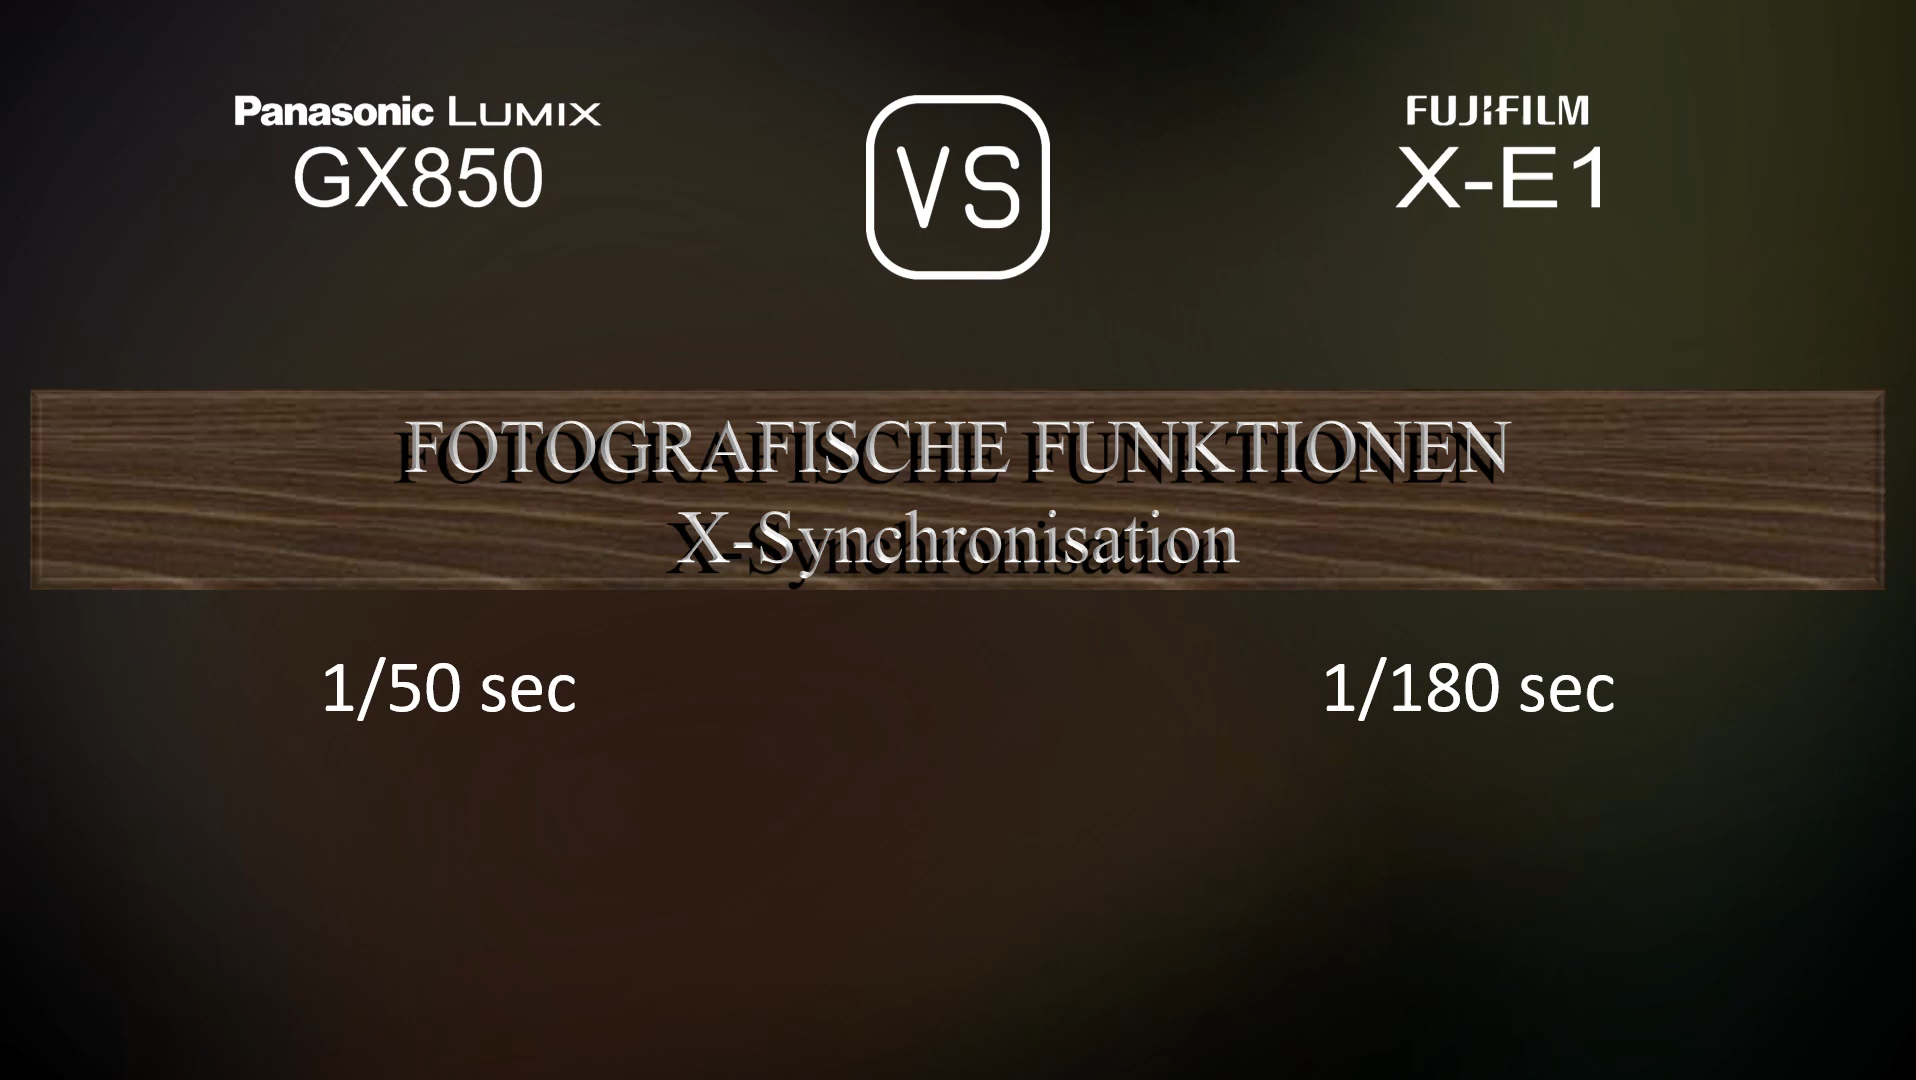 Panasonic LUMIX
GX850
VS
FUJIFILM
X-E1
FOTOGRAFISCHE FUNKTIONEN
X-Synchronisation
1/50 sec
1/180 sec